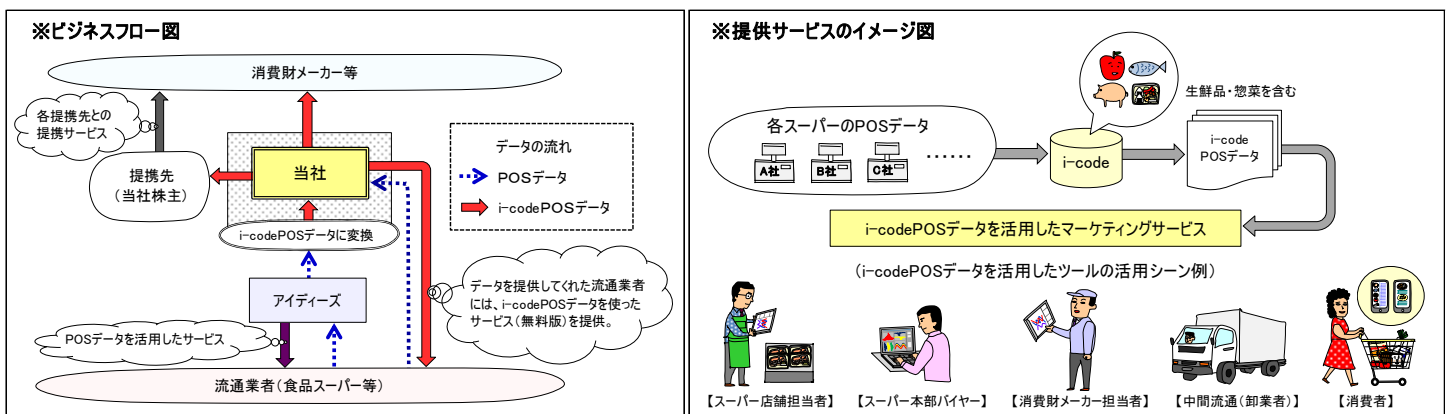 ※ビジネスフロー図
消費財メーカー等
各提携先との
提携サービス
データの流れ
POSデータ
i-codePOSデータ
当社
提携先
(当社株主)
i-codePOSデータに変換
アイディーズ
データを提供してくれた流通業者
には、i-codePOSデータを使った
サービス(無料版)を提供。
POSデータを活用したサービス
流通業者(食品スーパー等)
※提供サービスのイメージ図
生鮮品・惣菜を含む
各スーパーのPOSデータ
A社
B社
C社
……
i-code
i-code
POSデータ
i-codePOSデータを活用したマーケティングサービス
(i-codePOSデータを活用したツールの活用シーン例)
【スーパー店舗担当者】
【スーパー本部バイヤー】
【消費財メーカー担当者】
【中間流通(卸業者)】
【消費者】